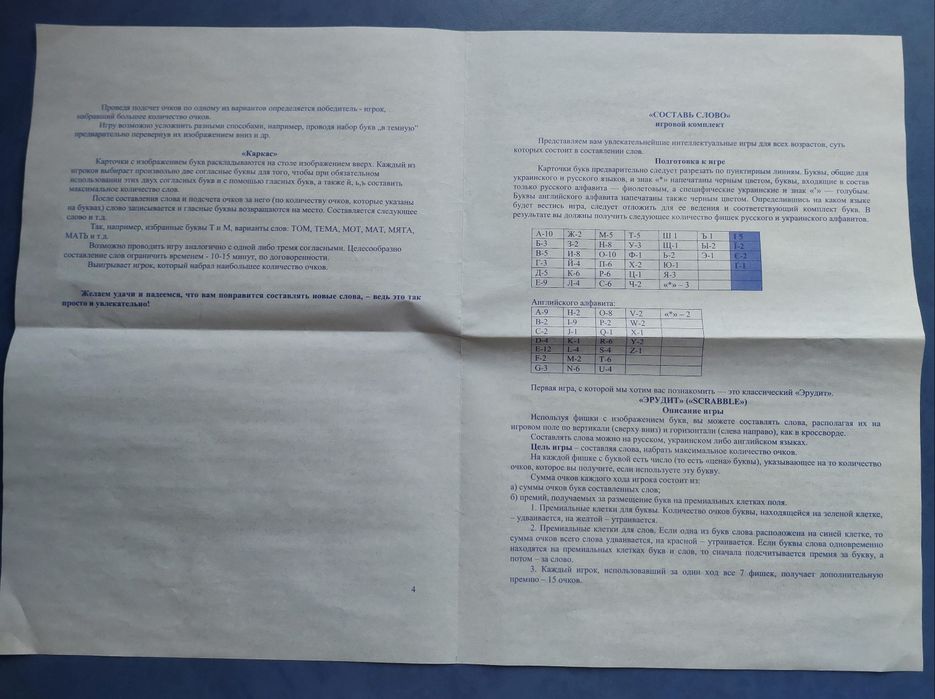 Проведя подсчет очков по одному из вариантов определяется победитель - игрок,
набравший большее количество очков.
Игру возможно усложнить разными способами, например, проводя набор букв „в темную"
предварительно перевернув их изображением вниз и др.
«Каркас»
Карточки с изображением букв раскладываются на столе изображением вверх. Каждый из
игроков выбирает произвольно две согласные буквы для того, чтобы при обязательном
использовании этих двух согласных букв и с помощью гласных букв, а также й, ь,ъ составить
максимальное количество слов.
После составления слова и подсчета очков за него (по количеству очков, которые указаны
на буквах) слово записывается и гласные буквы возвращаются на место. Составляется следующее
слово и т.д.
Так, например, избранные буквы Т и М, варианты слов: ТОМ, ТЕМА, МОТ, МАТ, МЯТА,
МАТЬ и т.д.
Возможно проводить игру аналогично с одной либо тремя согласными. Целесообразно
составление слов ограничить временем - 10-15 минут, по договоренности.
Выигрывает игрок, который набрал наибольшее количество очков.
Желаем удачи и надеемся, что вам понравится составлять новые слова, – ведь это так
просто и увлекательно!
4
«СОСТАВЬ СЛОВО»
игровой комплект
Представляем вам увлекательнейшие интеллектуальные игры для всех возрастов, суть
которых состоит в составлении слов.
Подготовка к игре
Карточки букв предварительно следует разрезать по пунктирным линиям. Буквы, общие для
украинского и русского языков, и знак «*» напечатаны черным цветом, буквы, входящие в состав
только русского алфавита — фиолетовым, а специфические украинские и знак «'» — голубым.
Буквы английского алфавита напечатаны также черным цветом. Определившись на каком языке
будет вестись игра, следует отложить для ее ведения и соответствующий комплект букв. В
результате вы должны получить следующее количество фишек русского и украинского алфавитов.
А-10 Ж-2 М-5 Т-5 Ш-1 Ъ-1
Б-3 З-2 Н-8 У-3 Щ-1 Ы-2 Ї-2
В-5 И-8 О-10 Ф-1 Ь-2 Э-1 Є-2
Г-3 Й-4 П-6 Х-2 Ю-1 Ґ-1
Д-5 К-6 Р-6 Ц-1 Я-3
Е-9 Л-4 С-6 Ч-2 «*» – 3
Английского алфавита:
A-9 H-2 O-8 V-2 «*» – 2
B-2 I-9 P-2 W-2
C-2 J-1 Q-1 X-1
D-4 K-1 R-6 Y-2
E-12 L-4 S-4 Z-1
F-2 M-2 T-6
G-3 N-6 U-4
Первая игра, с которой мы хотим вас познакомить — это классический «Эрудит».
«ЭРУДИТ» («SCRABBLE»)
Описание игры
Используя фишки с изображением букв, вы можете составлять слова, располагая их на
игровом поле по вертикали (сверху вниз) и горизонтали (слева направо), как в кроссворде.
Составлять слова можно на русском, украинском либо английском языках.
Цель игры – составляя слова, набрать максимальное количество очков.
На каждой фишке с буквой есть число (то есть «цена» буквы), указывающее на то количество
очков, которое вы получите, если используете эту букву.
Сумма очков каждого хода игрока состоит из:
а) суммы очков букв составленных слов;
б) премий, получаемых за размещение букв на премиальных клетках поля.
1. Премиальные клетки для буквы. Количество очков буквы, находящейся на зеленой клетке,
– удваивается, на желтой – утраивается.
2. Премиальные клетки для слов. Если одна из букв слова расположена на синей клетке, то
сумма очков всего слова удваивается, на красной – утраивается. Если буквы слова одновременно
находятся на премиальных клетках букв и слов, то сначала подсчитывается премия за букву, а
потом – за слово.
3. Каждый игрок, использовавший за один ход все 7 фишек, получает дополнительную
премию – 15 очков.